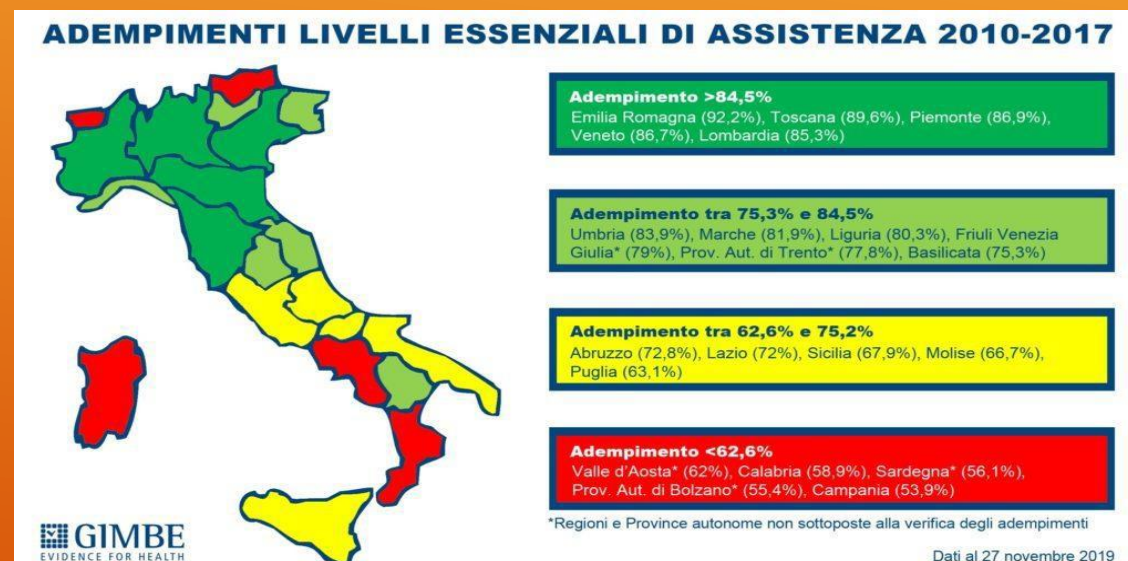 ADEMPIMENTI LIVELLI ESSENZIALI DI ASSISTENZA 2010-2017
Adempimento >84,5%
Emilia Romagna (92,2%), Toscana (89,6%), Piemonte (86,9%),
Veneto (86,7%), Lombardia (85,3%)
Adempimento tra 75,3% e 84,5%
Umbria (83,9%), Marche (81,9%), Liguria (80,3%), Friuli Venezia
Giulia* (79%), Prov. Aut. di Trento* (77,8%), Basilicata (75,3%)
Adempimento tra 62,6% e 75,2%
Abruzzo (72,8%), Lazio (72%), Sicilia (67,9%), Molise (66,7%),
Puglia (63,1%)
Adempimento <62,6%
Valle d'Aosta* (62%), Calabria (58,9%), Sardegna* (56,1%),
Prov. Aut. di Bolzano* (55,4%), Campania (53,9%)
*Regioni e Province autonome non sottoposte alla verifica degli adempimenti
GIMBE
EVIDENCE FOR HEALTH
Dati al 27 novembre 2019